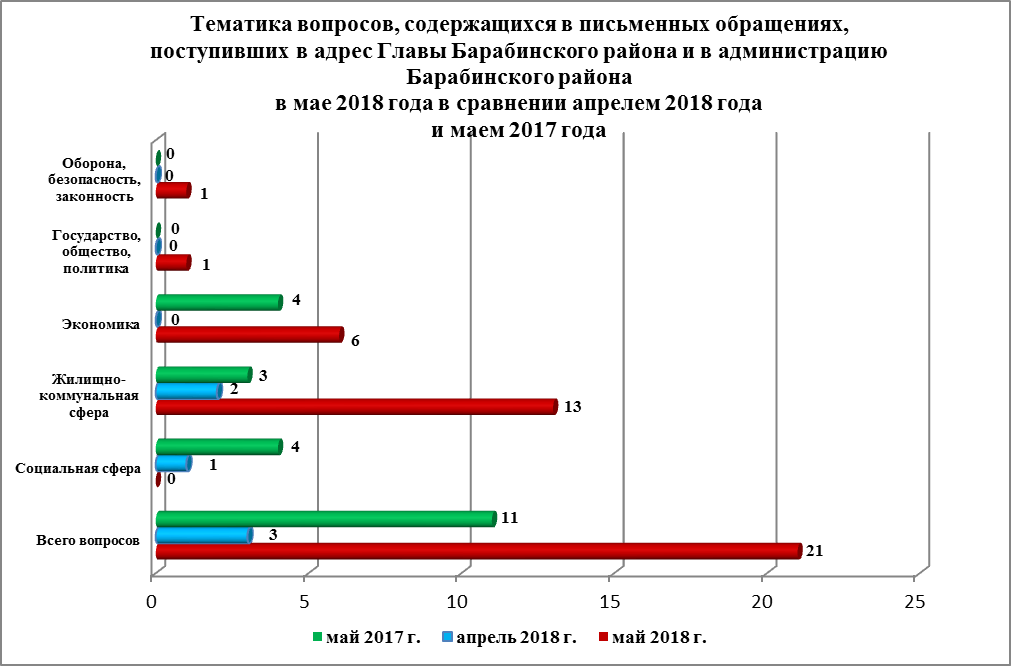 Тематика вопросов, содержащихся в письменных обращениях,
поступивших в адрес Главы Барабинского района и в администрацию
Барабинского района
в мае 2018 года в сравнении апрелем 2018 года
и маем 2017 года
Оборона,
безопасность,
законность
0
0
1
Государство,
общество,
политика
0
0
1
Экономика
4
0
6
Жилищно-
коммунальная
сфера
3
2
13
Социальная сфера
4
1
0
Всего вопросов
11
3
21
0 5 10 15 20 25
май 2017 г. апрель 2018 г. май 2018 г.